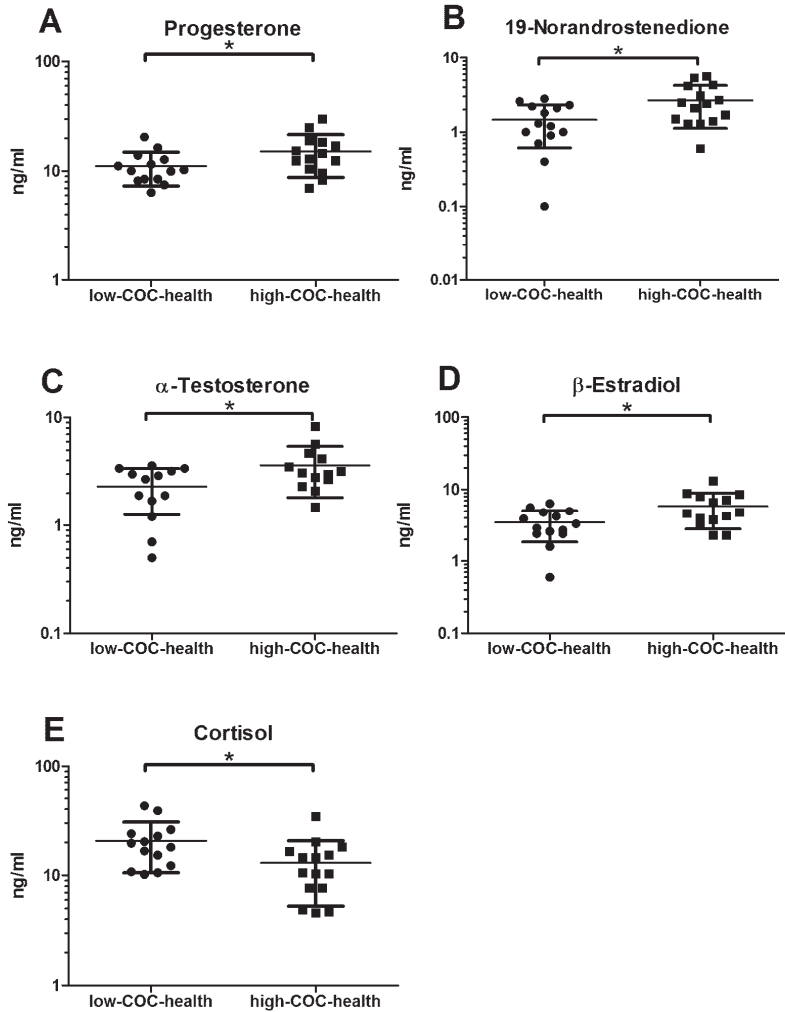 A
Progesterone
*
100
10
1
ng/ml
low-COC-health
high-COC-health
B
19-Norandrostenedione
*
10
1
0.1
0.01
ng/ml
low-COC-health
high-COC-health
C
α-Testosterone
*
10
1
0.1
ng/ml
low-COC-health
high-COC-health
D
β-Estradiol
*
100
10
1
0.1
ng/ml
low-COC-health
high-COC-health
E
Cortisol
*
100
10
1
ng/ml
low-COC-health
high-COC-health